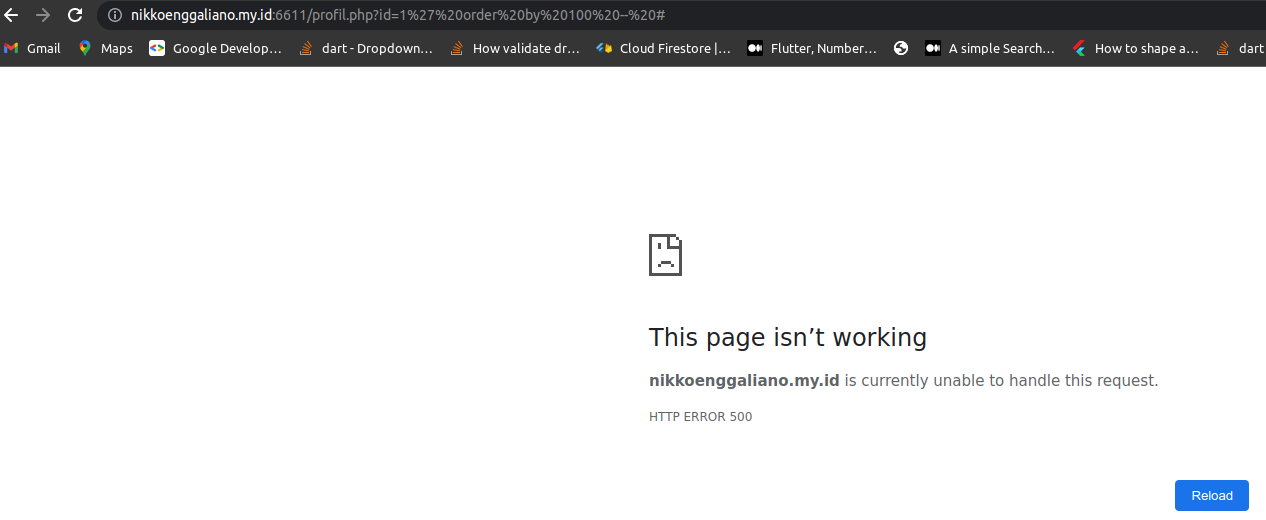 nikkoenggaliano.my.id:6611/profil.php?id=1%27%20order%20by%20100%20--%20#
Gmail Maps Google Develop... dart - Dropdown... How validate dr... Cloud Firestore |... Flutter, Number... A simple Search... How to shape a... dart
This page isn’t working
nikkoenggaliano.my.id is currently unable to handle this request.
HTTP ERROR 500
Reload